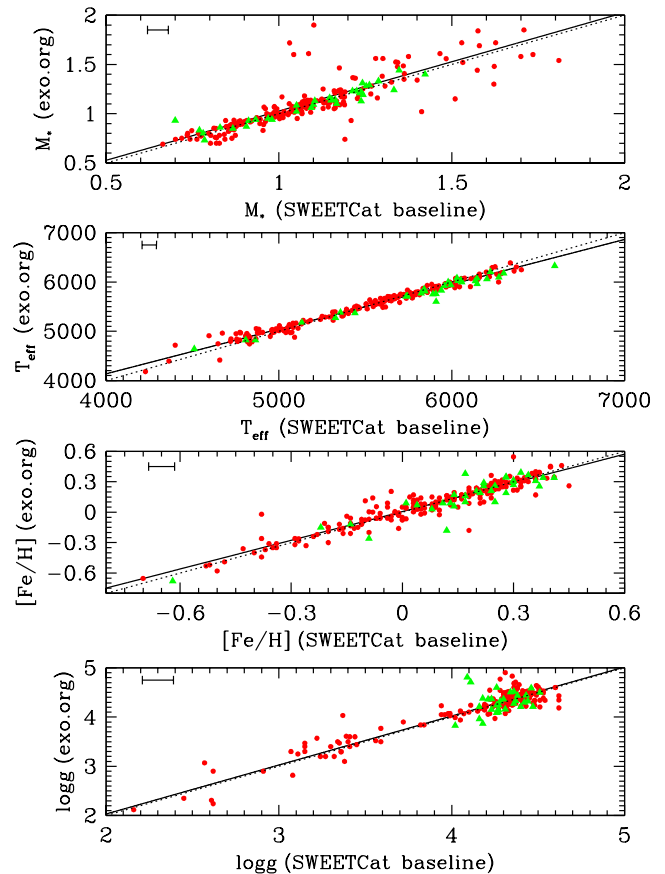 2
1.5
1
0.5
M* (exo.org)
0.5 1 1.5 2
M* (SWEETCat baseline)
7000
6000
5000
4000
Teff (exo.org)
4000 5000 6000 7000
Teff (SWEETCat baseline)
0.6
0.3
0
−0.3
−0.6
[Fe/H] (exo.org)
−0.6 −0.3 0 0.3 0.6
[Fe/H] (SWEETCat baseline)
5
4
3
2
logg (exo.org)
2 3 4 5
logg (SWEETCat baseline)